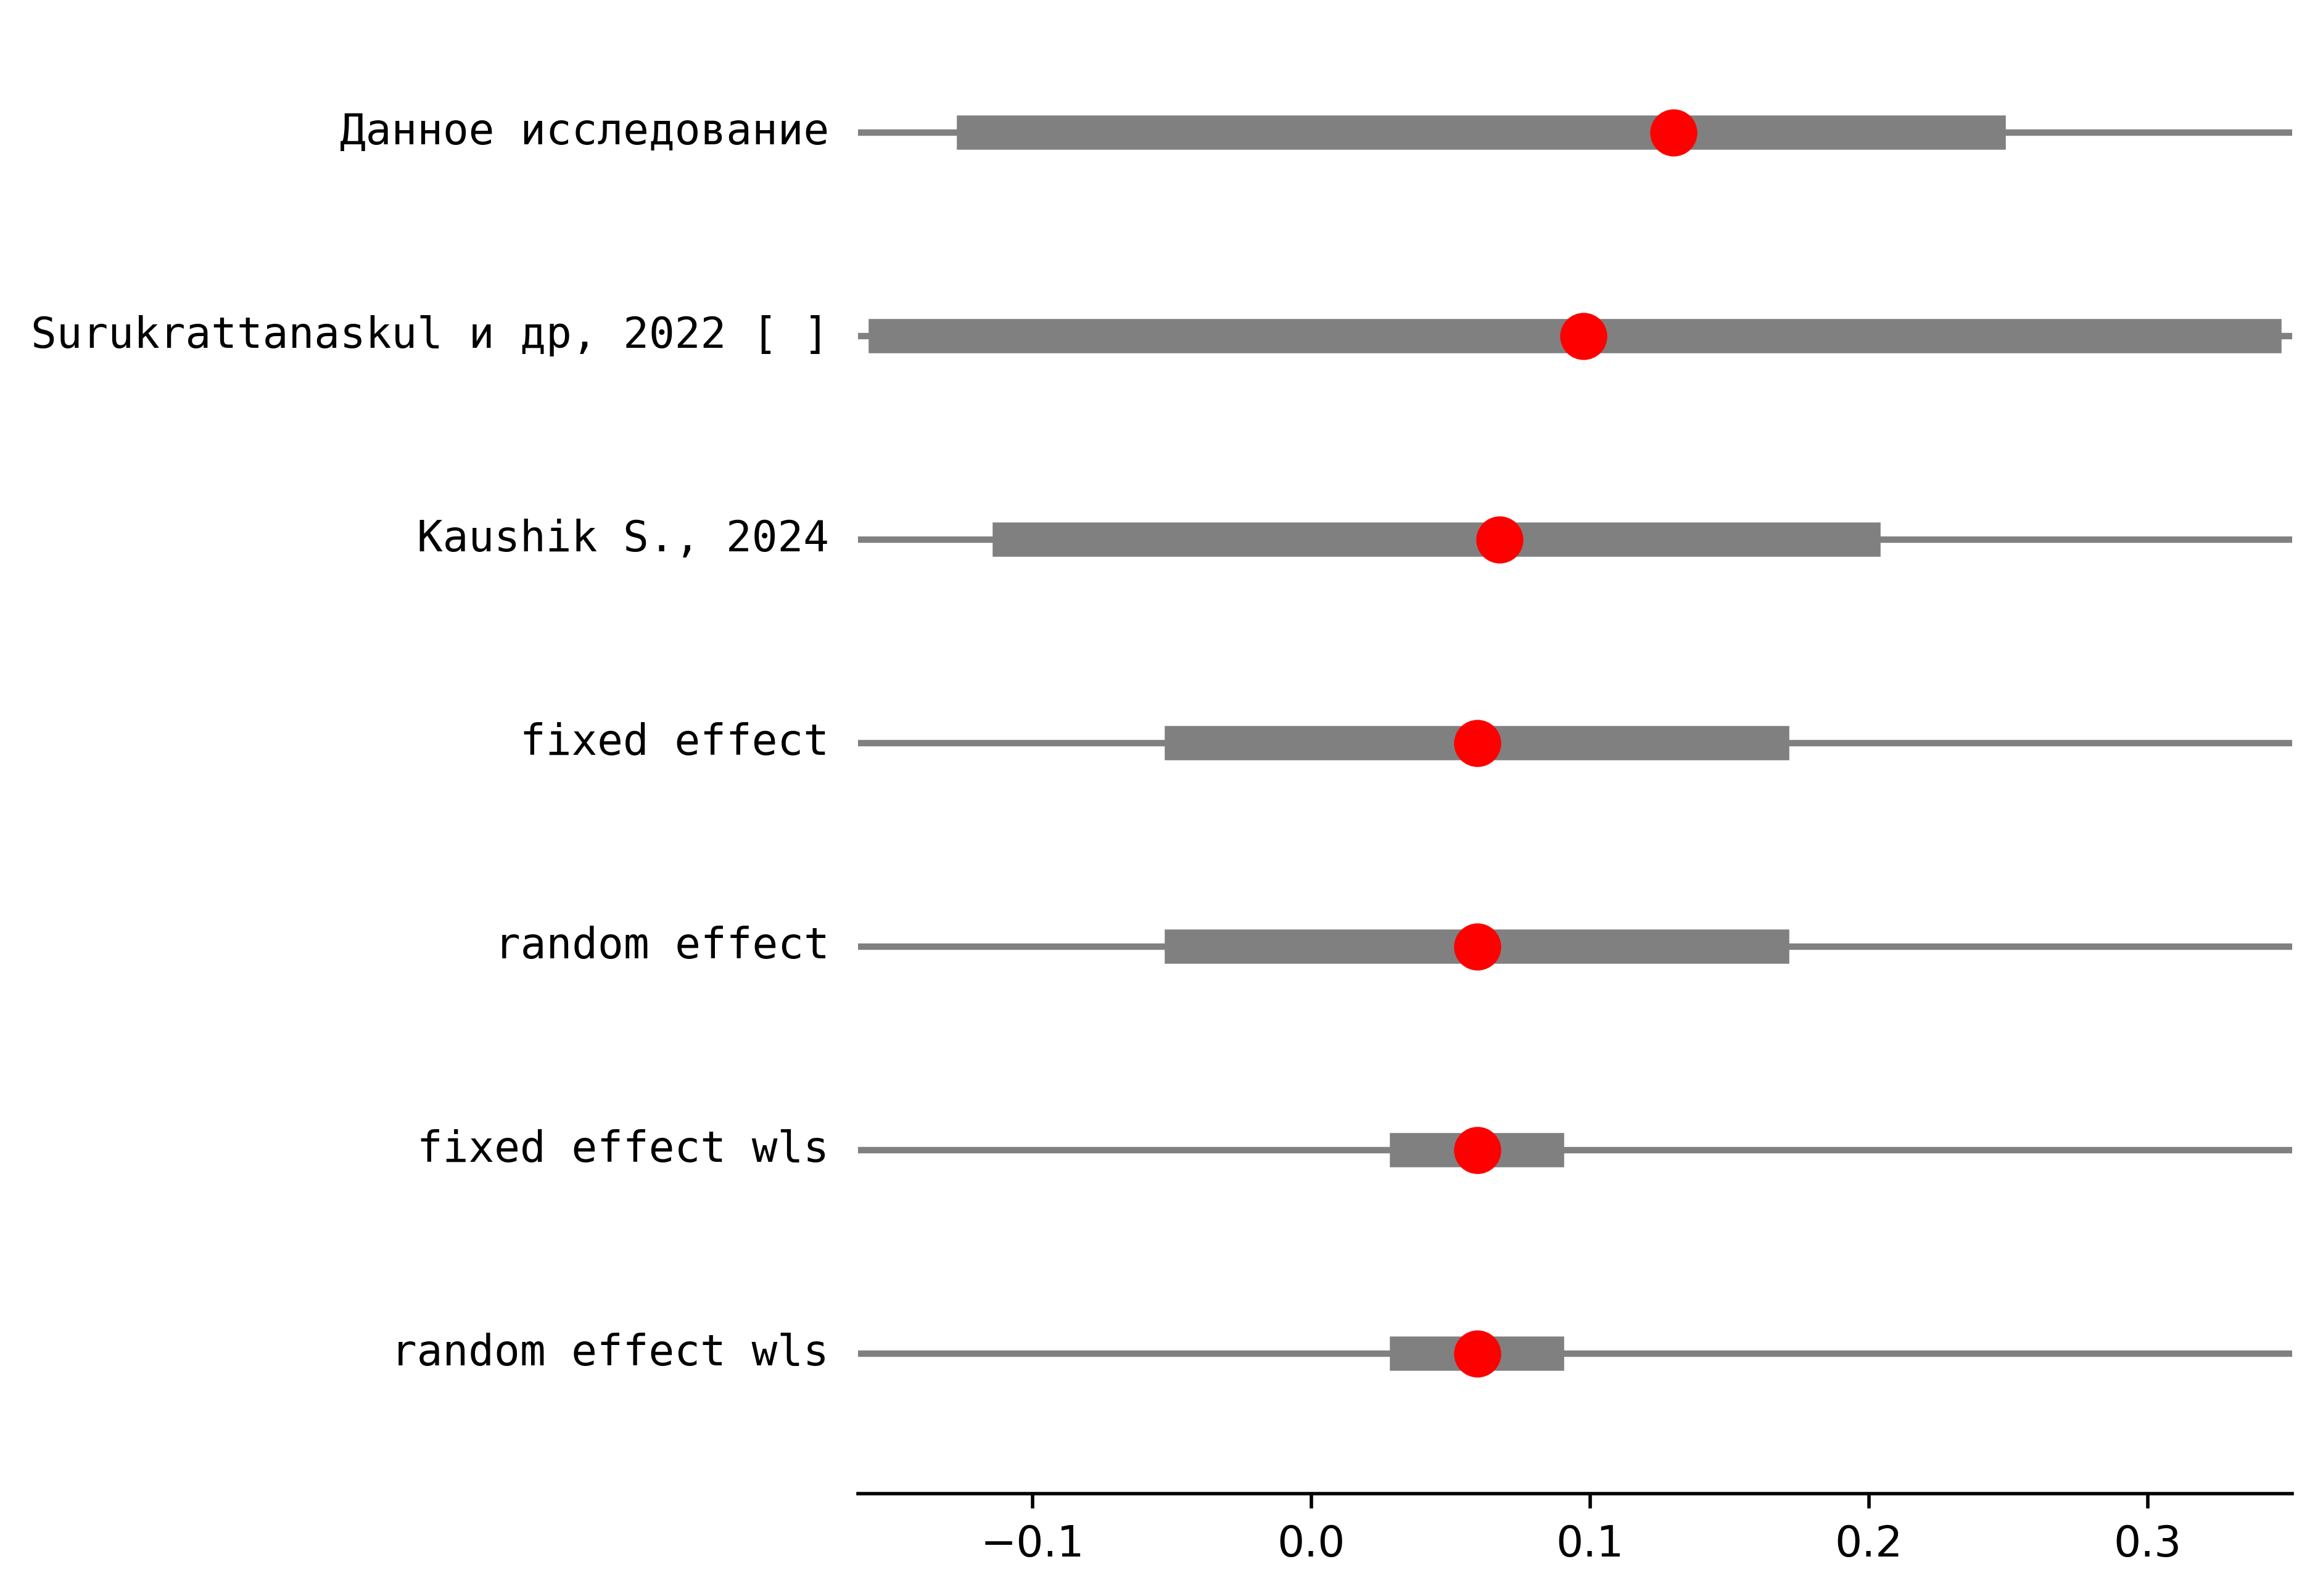 Данное исследование
Surukrattanaskul и др, 2022 [ ]
Kaushik S., 2024
fixed effect
random effect
fixed effect wls
random effect wls
−0.1 0.0 0.1 0.2 0.3